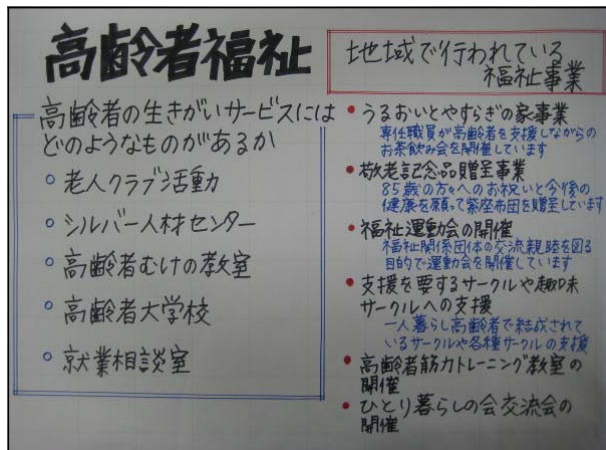 高齢者福祉
高齢者の生きがいサービスには
どのようなものがあるか
○ 老人クラブ活動
○ シルバー人材センター
○ 高齢者むけの教室
○ 高齢者大学校
○ 就業相談室
地域で行われている
福祉事業
● うるおいとやすらぎの家事業
専任職員が高齢者を支援しながらの
お茶飲み会を開催しています
● 敬老記念品贈呈事業
85歳の方々へのお祝いと今後の
健康を願って紫座布団を贈呈しています
● 福祉運動会の開催
福祉関係団体の交流親睦を図る
目的で運動会を開催しています
● 支援を要するサークルや趣味
サークルへの支援
一人暮らし高齢者で結成されて
いるサークルや各種サークルの支援
● 高齢者筋力トレーニング教室の
開催
● ひとり暮らしの会交流会の
開催